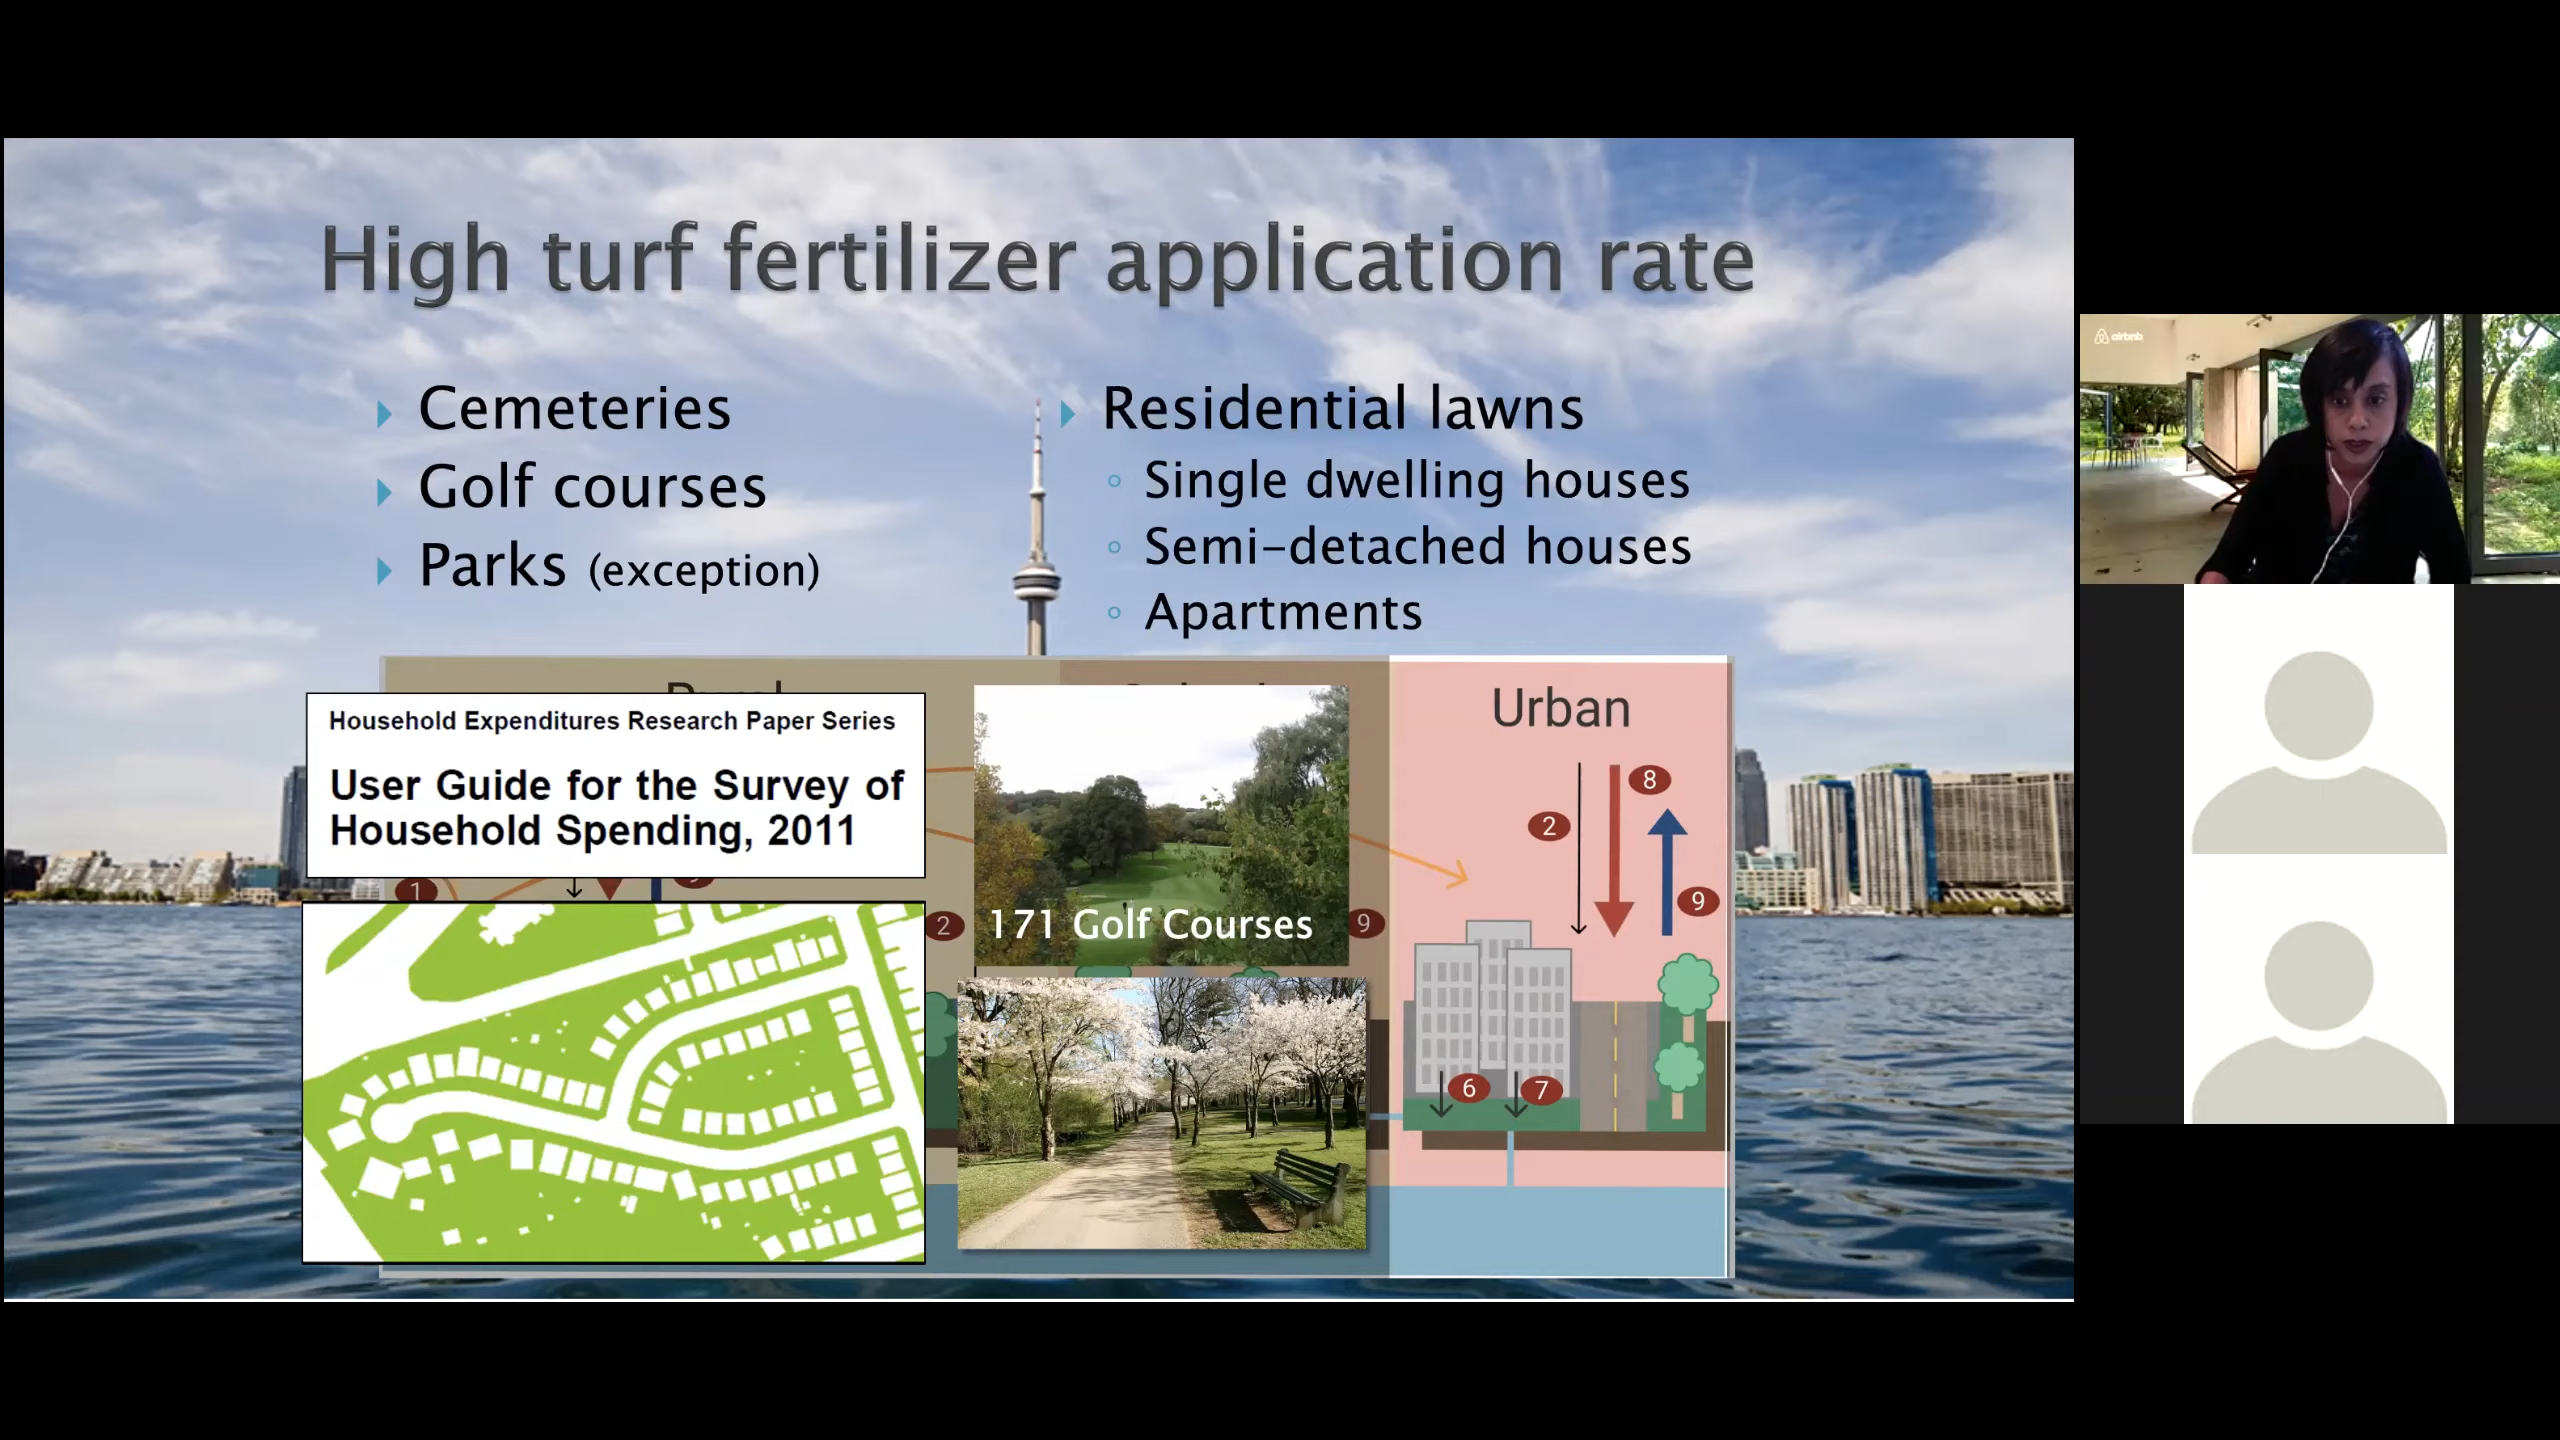 High turf fertilizer application rate
Cemeteries
Golf courses
Parks (exception)
Residential lawns
Single dwelling houses
Semi-detached houses
Apartments
Household Expenditures Research Paper Series
User Guide for the Survey of
Household Spending, 2011
1
2
171 Golf Courses
9
Urban
8
2
9
6
7
airbnb